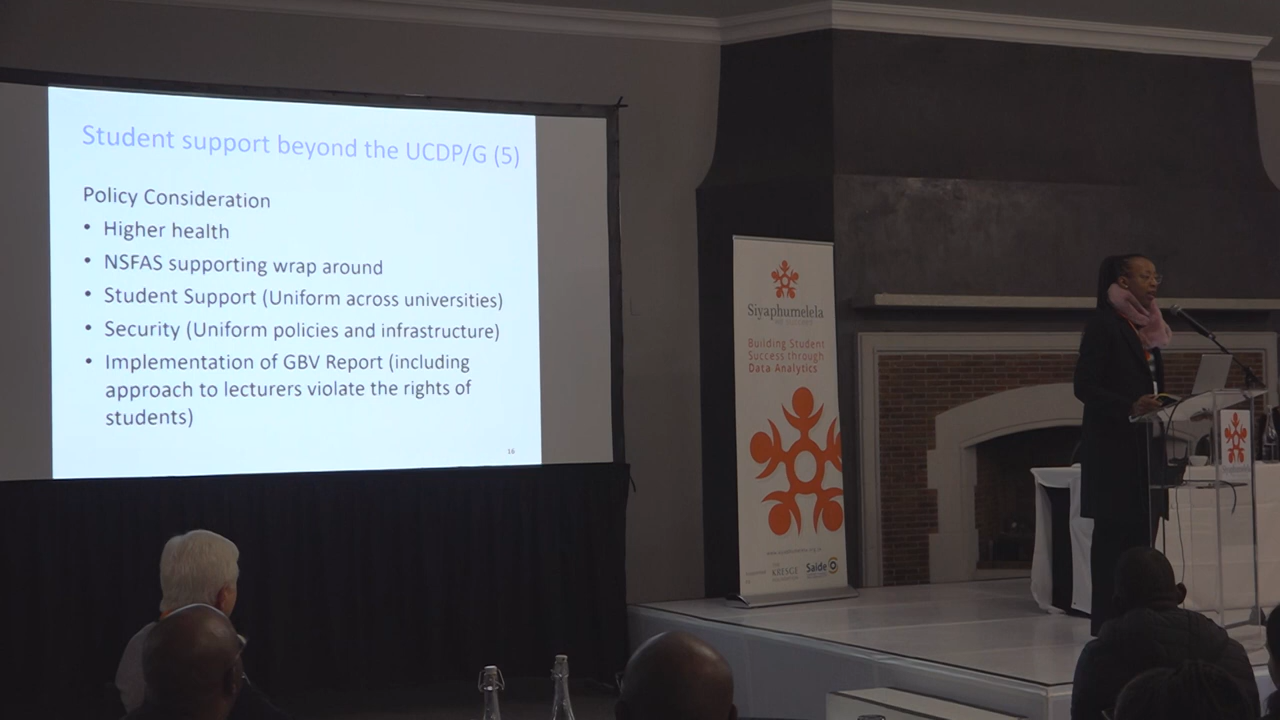 Student support beyond the UCDP/G (5)
Policy Consideration
• Higher health
• NSFAS supporting wrap around
• Student Support (Uniform across universities)
• Security (Uniform policies and infrastructure)
• Implementation of GBV Report (including
approach to lecturers violate the rights of
students)
16
Siyaphumelela
Building Student
Success through
Data Analytics
KRESGE
Saide